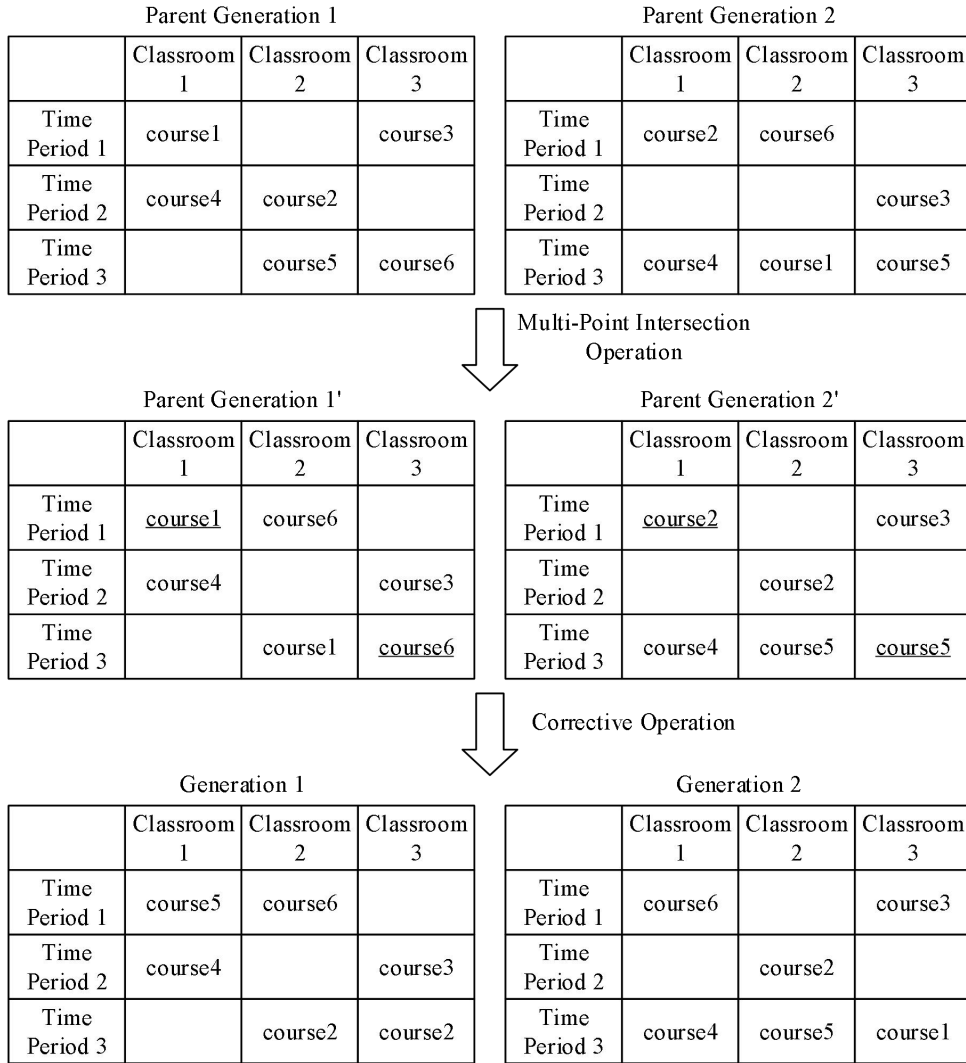 Parent Generation 1
Classroom 1 Classroom 2 Classroom 3
Time Period 1 course1 course3
Time Period 2 course4 course2
Time Period 3 course5 course6
Parent Generation 2
Classroom 1 Classroom 2 Classroom 3
Time Period 1 course2 course6
Time Period 2 course3
Time Period 3 course4 course1 course5
Multi-Point Intersection
Operation
Parent Generation 1'
Classroom 1 Classroom 2 Classroom 3
Time Period 1 course1 course6
Time Period 2 course4 course3
Time Period 3 course1 course6
Parent Generation 2'
Classroom 1 Classroom 2 Classroom 3
Time Period 1 course2 course3
Time Period 2 course2
Time Period 3 course4 course5 course5
Corrective Operation
Generation 1
Classroom 1 Classroom 2 Classroom 3
Time Period 1 course5 course6
Time Period 2 course4 course3
Time Period 3 course2 course2
Generation 2
Classroom 1 Classroom 2 Classroom 3
Time Period 1 course6 course3
Time Period 2 course2
Time Period 3 course4 course5 course1